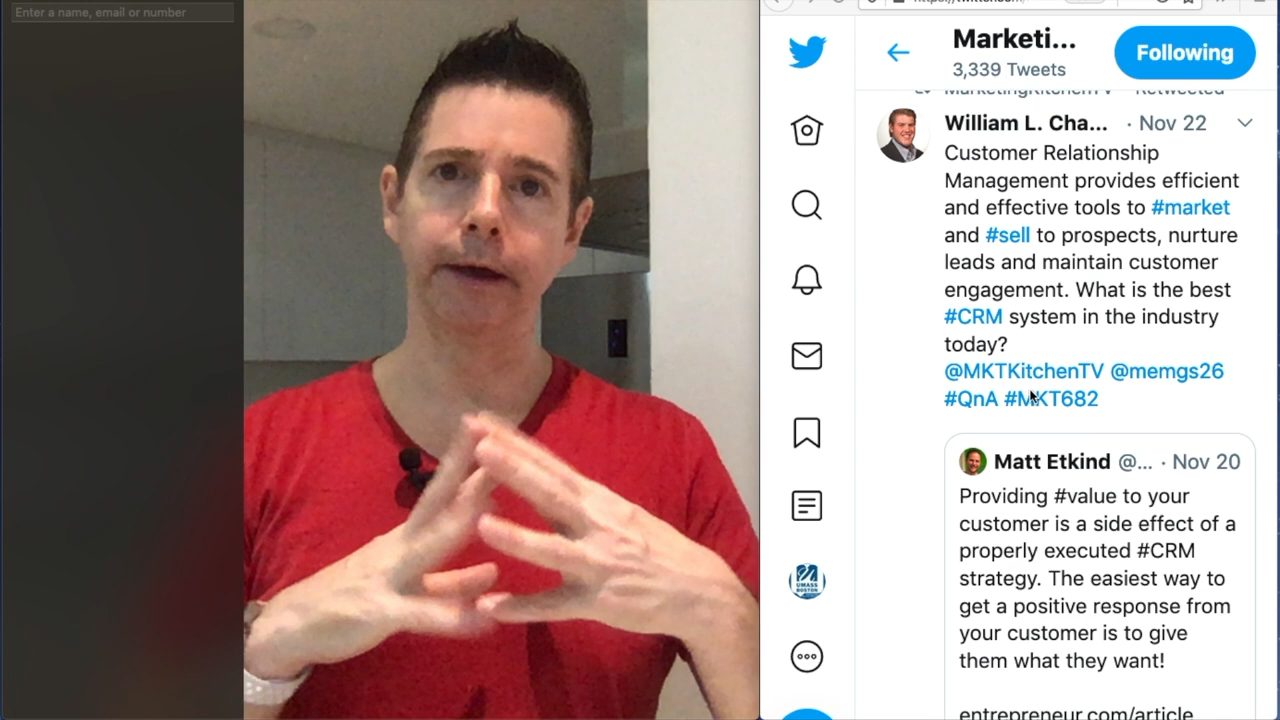 Enter a name, email or number
Marketi...
3,339 Tweets
Following
MarketingKitchenTV Retweeted
William L. Cha... · Nov 22
Customer Relationship
Management provides efficient
and effective tools to #market
and #sell to prospects, nurture
leads and maintain customer
engagement. What is the best
#CRM system in the industry
today?
@MKTKitchenTV @memgs26
#QnA #MKT682
Matt Etkind @... · Nov 20
Providing #value to your
customer is a side effect of a
properly executed #CRM
strategy. The easiest way to
get a positive response from
your customer is to give
them what they want!
entrepreneur.com/article
UMASS
BOSTON